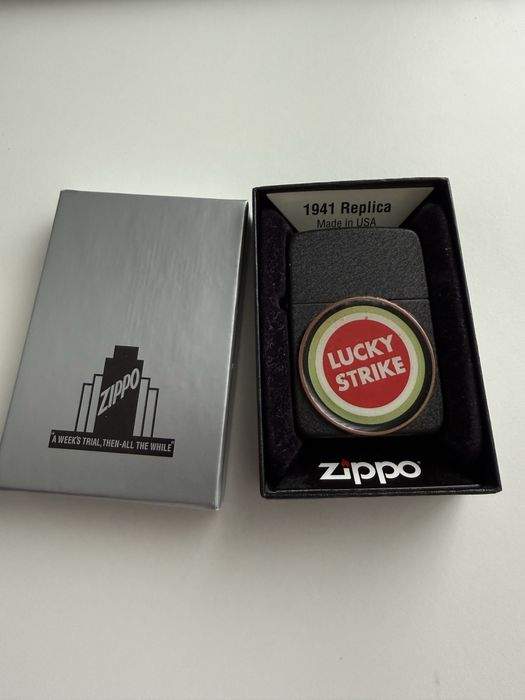 ZIPPO
"A WEEK'S TRIAL, THEN-ALL THE WHILE"
1941 Replica
Made in USA
LUCKY
STRIKE
zippo